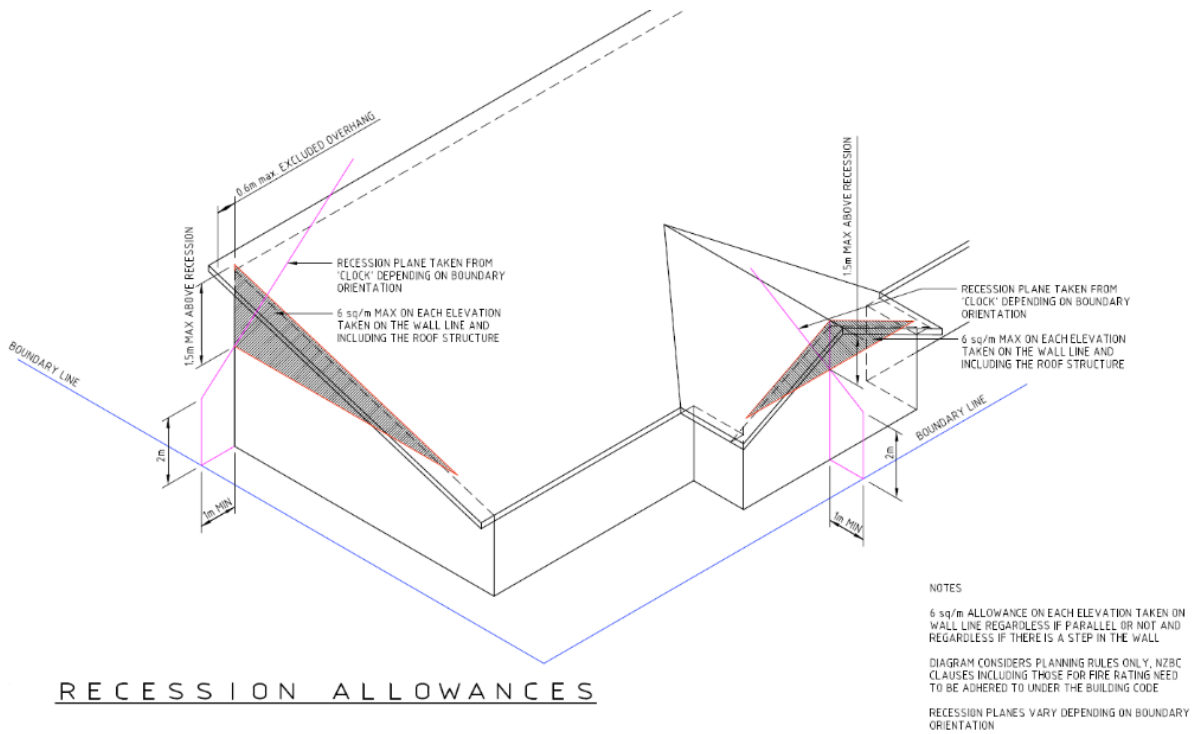 0.6m max. EXCLUDED OVERHANG
1.5m MAX ABOVE RECESSION
RECESSION PLANE TAKEN FROM
'CLOCK' DEPENDING ON BOUNDARY
ORIENTATION
6 sq/m MAX ON EACH ELEVATION
TAKEN ON THE WALL LINE AND
INCLUDING THE ROOF STRUCTURE
BOUNDARY LINE
2m
1m MIN
1.5m MAX ABOVE RECESSION
RECESSION PLANE TAKEN FROM
'CLOCK' DEPENDING ON BOUNDARY
ORIENTATION
6 sq/m MAX ON EACH ELEVATION
TAKEN ON THE WALL LINE AND
INCLUDING THE ROOF STRUCTURE
BOUNDARY LINE
2m
1m MIN
NOTES
6 sq/m ALLOWANCE ON EACH ELEVATION TAKEN ON
WALL LINE REGARDLESS IF PARALLEL OR NOT AND
REGARDLESS IF THERE IS A STEP IN THE WALL
DIAGRAM CONSIDERS PLANNING RULES ONLY, NZBC
CLAUSES INCLUDING THOSE FOR FIRE RATING NEED
TO BE ADHERED TO UNDER THE BUILDING CODE
RECESSION PLANES VARY DEPENDING ON BOUNDARY
ORIENTATION
RECESSION ALLOWANCES